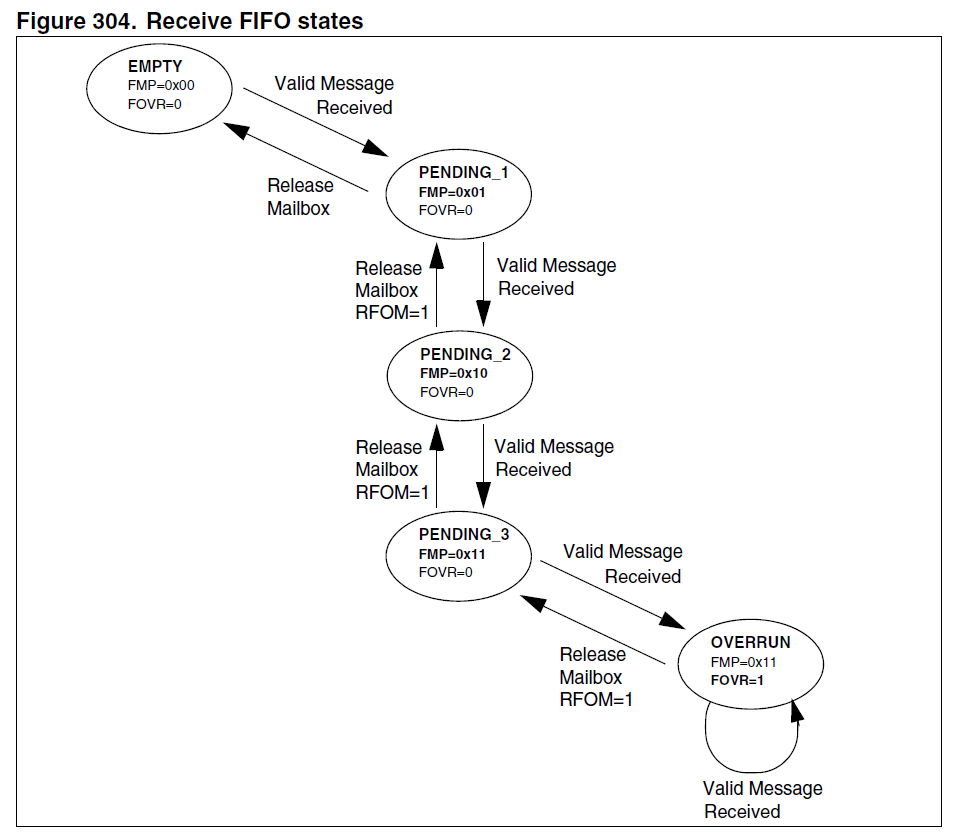 Figure 304. Receive FIFO states
EMPTY
FMP=0x00
FOVR=0
Valid Message
Received
Release
Mailbox
PENDING_1
FMP=0x01
FOVR=0
Release
Mailbox
RFOM=1
Valid Message
Received
PENDING_2
FMP=0x10
FOVR=0
Release
Mailbox
RFOM=1
Valid Message
Received
PENDING_3
FMP=0x11
FOVR=0
Valid Message
Received
Release
Mailbox
RFOM=1
OVERRUN
FMP=0x11
FOVR=1
Valid Message
Received